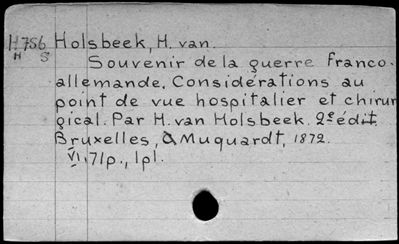 H786 Holsbeek, H. van.
H S Souvenir de la guerre franco-
allemande. Considérations au
point de vue hospitalier et chirur
gical. Par H. van Holsbeek. 2e édit.
Bruxelles, Muquardt, 1872.
VI, 71p., 1pl.